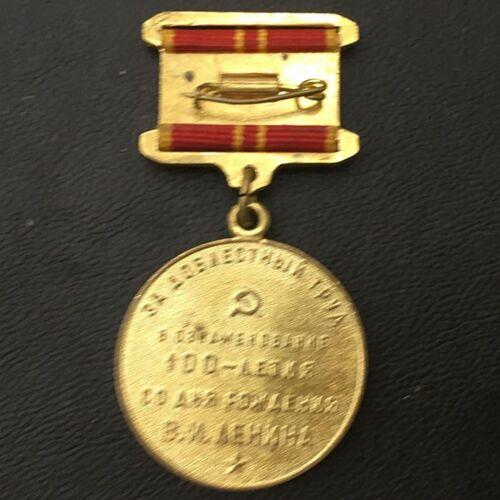 ЗА ДОБЛЕСТНЫЙ ТРУД
В ОЗНАМЕНОВАНИЕ
100-ЛЕТИЯ
СО ДНЯ РОЖДЕНИЯ
В.И.ЛЕНИНА